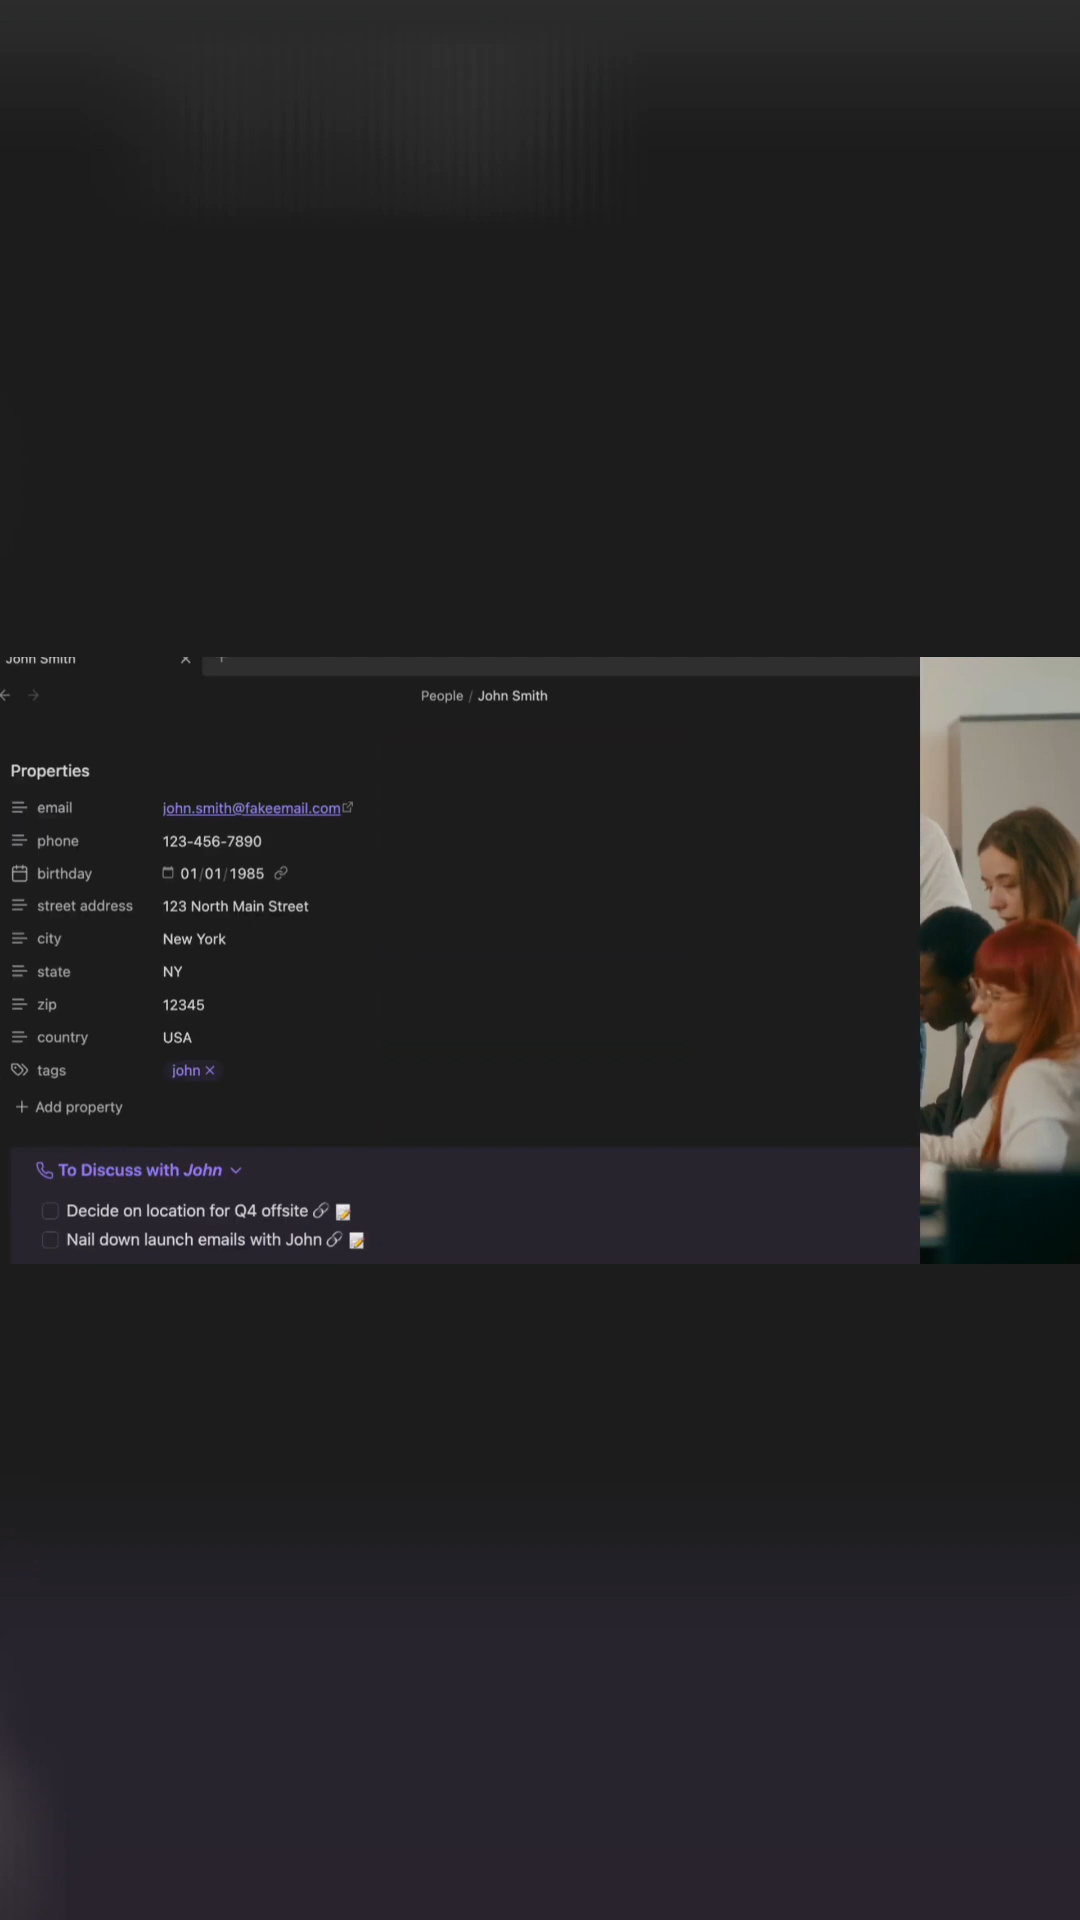 John Smith
People / John Smith
Properties
email john.smith@fakeemail.com
phone 123-456-7890
birthday 01/01/1985
street address 123 North Main Street
city New York
state NY
zip 12345
country USA
tags john
Add property
To Discuss with John
Decide on location for Q4 offsite
Nail down launch emails with John